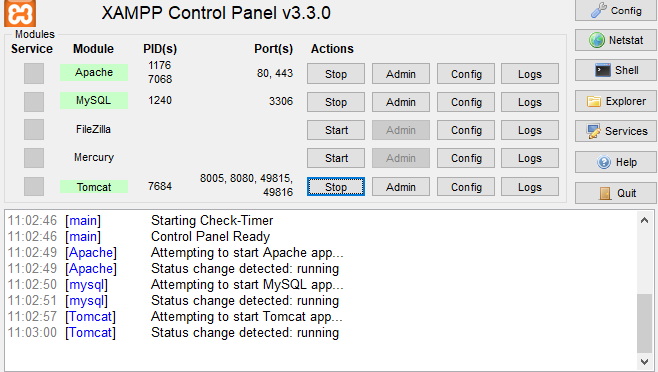 XAMPP Control Panel v3.3.0
Config
Modules
Service Module PID(s) Port(s) Actions
Netstat
Apache 1176 7068 80, 443 Stop Admin Config Logs
Shell
MySQL 1240 3306 Stop Admin Config Logs
Explorer
FileZilla Start Admin Config Logs
Services
Mercury Start Admin Config Logs
Help
Tomcat 7684 8005, 8080, 49815, 49816 Stop Admin Config Logs
Quit
11:02:46 [main] Starting Check-Timer
11:02:46 [main] Control Panel Ready
11:02:49 [Apache] Attempting to start Apache app...
11:02:49 [Apache] Status change detected: running
11:02:50 [mysql] Attempting to start MySQL app...
11:02:51 [mysql] Status change detected: running
11:02:57 [Tomcat] Attempting to start Tomcat app...
11:03:00 [Tomcat] Status change detected: running